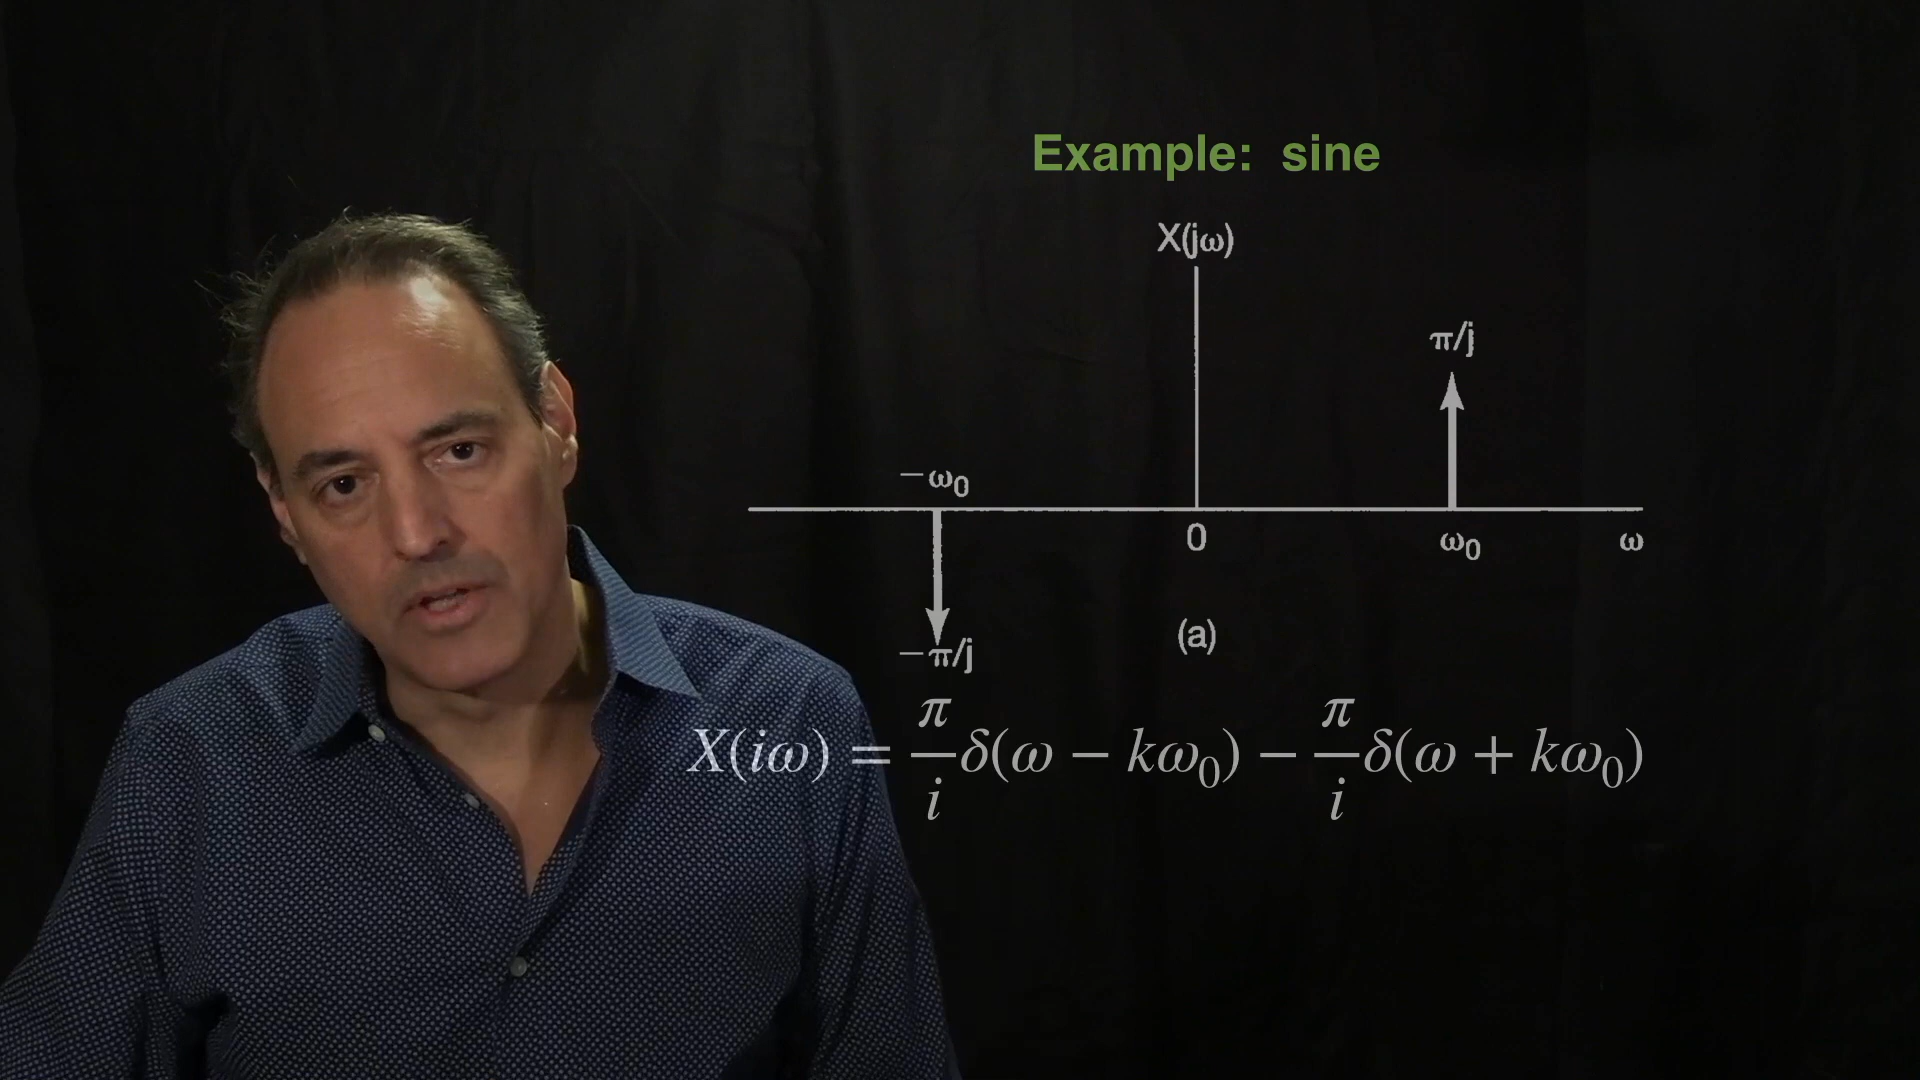 Example: sine
X(jω)
π/j
−ω₀
0
ω₀
ω
−π/j
(a)
X(iω) = π/i δ(ω − kω₀) − π/i δ(ω + kω₀)